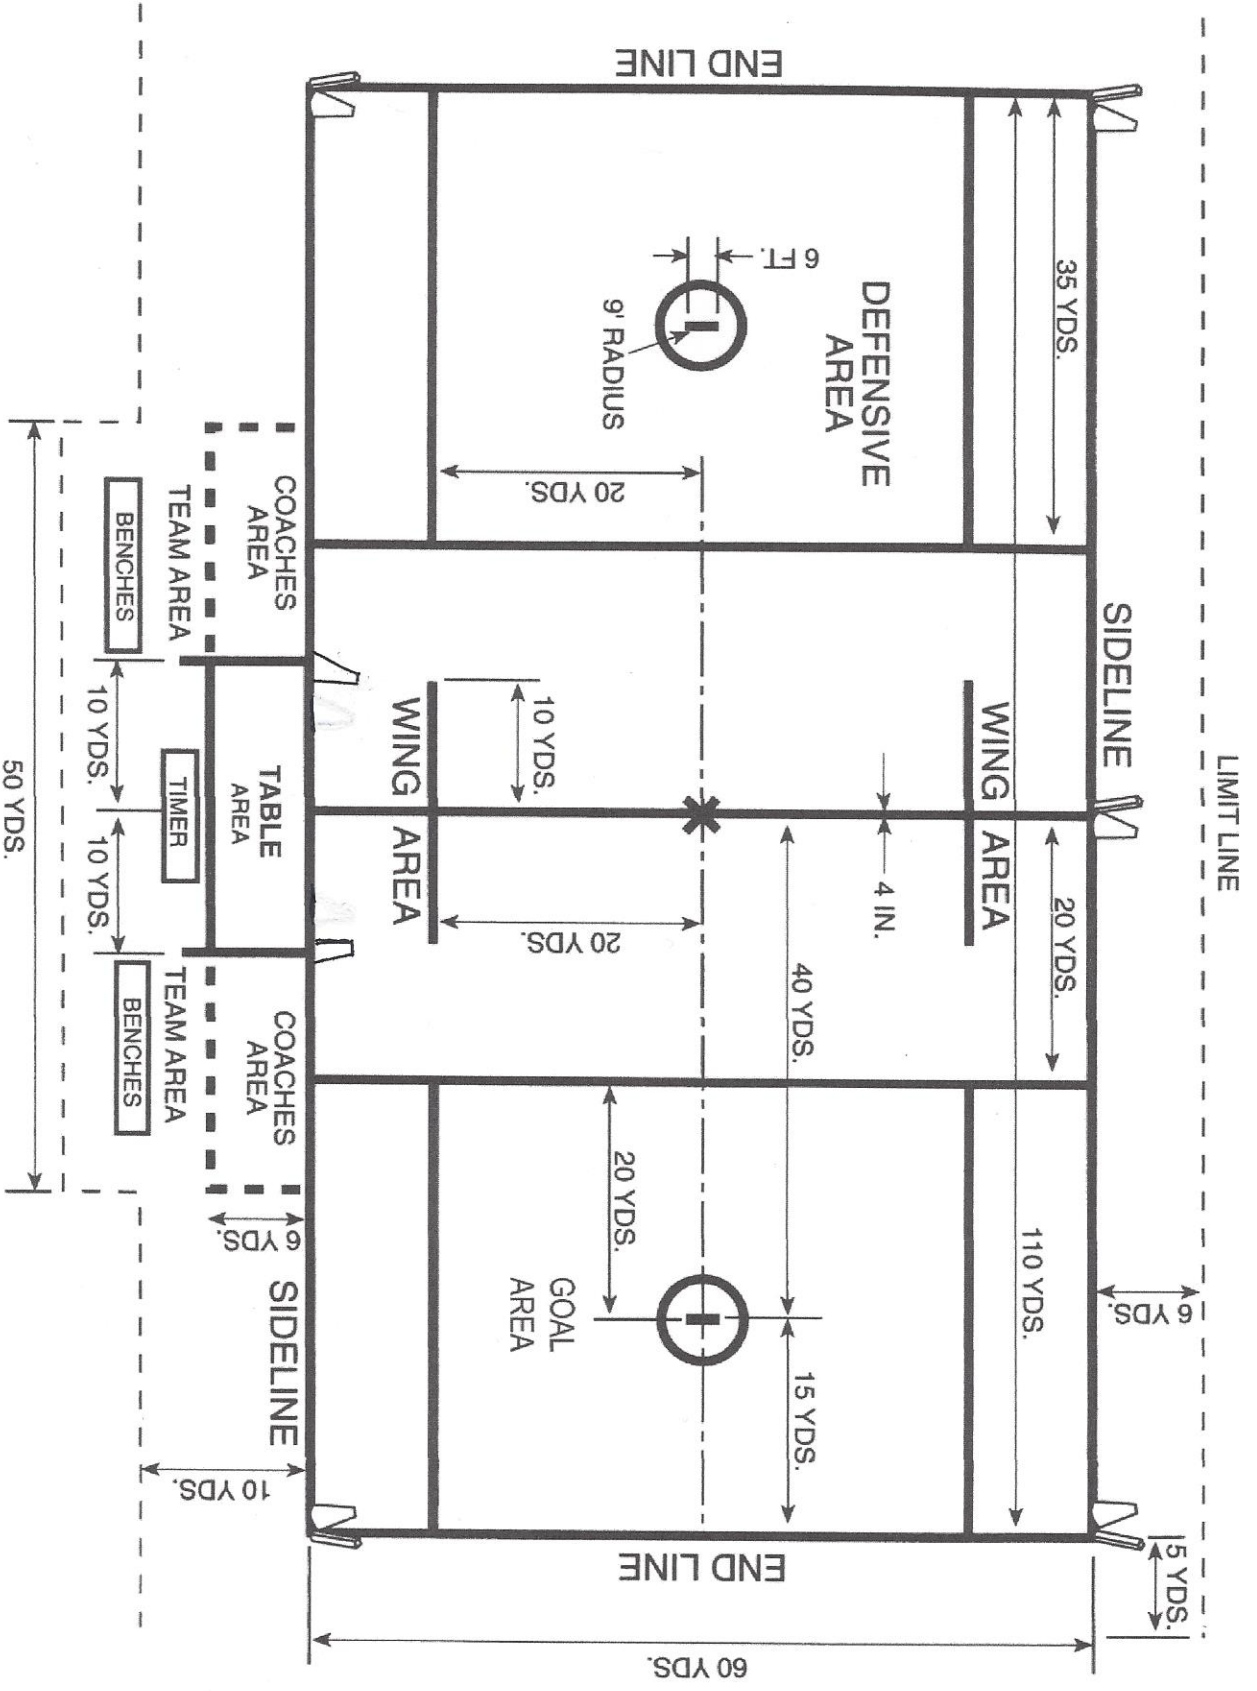 LIMIT LINE
5 YDS.
6 YDS.
SIDELINE
35 YDS.
20 YDS.
110 YDS.
WING AREA
END LINE
DEFENSIVE
AREA
6 FT.
9' RADIUS
4 IN.
40 YDS.
15 YDS.
END LINE
60 YDS.
20 YDS.
10 YDS.
20 YDS.
20 YDS.
GOAL
AREA
WING AREA
COACHES
AREA
TABLE
AREA
COACHES
AREA
6 YDS.
SIDELINE
10 YDS.
TEAM AREA
TIMER
TEAM AREA
BENCHES
BENCHES
10 YDS.
10 YDS.
50 YDS.